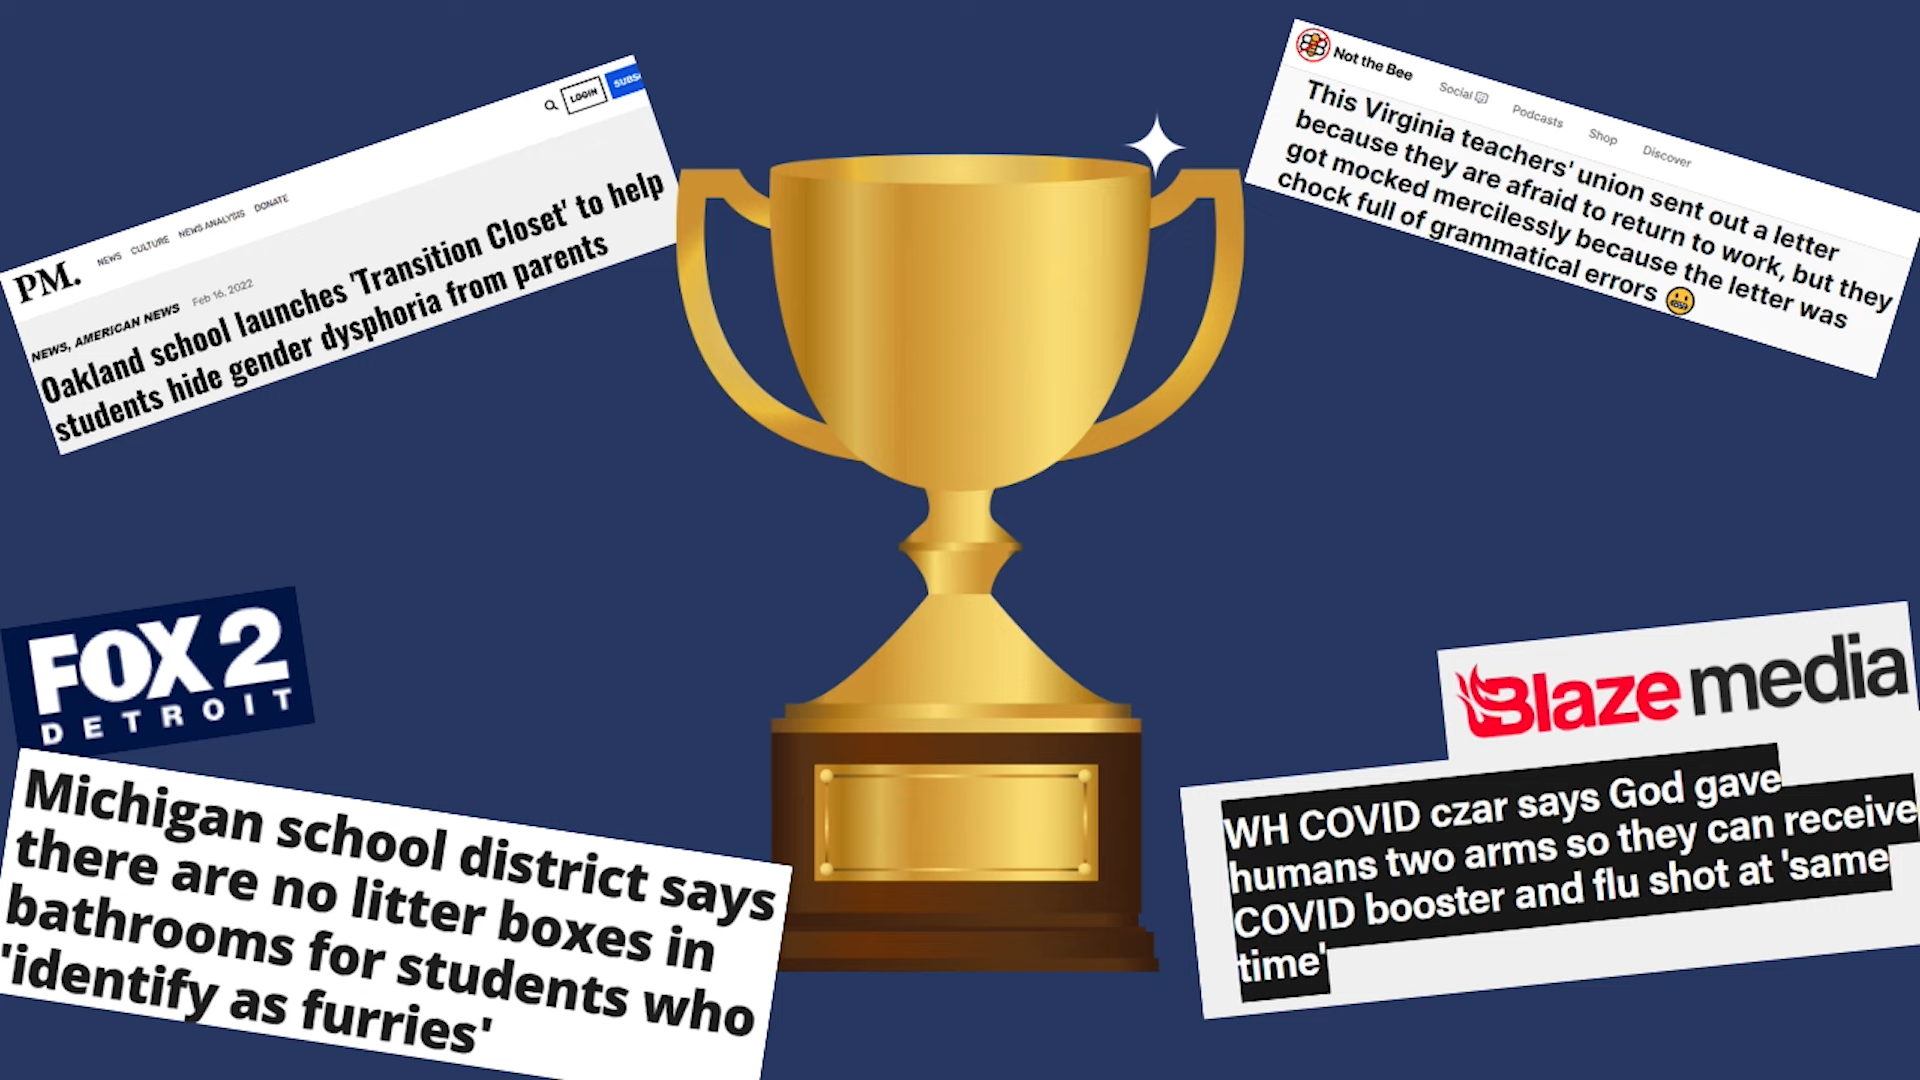 LOGIN
SUBS
PM.
NEWS CULTURE NEWS ANALYSIS DONATE
NEWS, AMERICAN NEWS Feb 16, 2022
Oakland school launches 'Transition Closet' to help
students hide gender dysphoria from parents
Not the Bee Social Podcasts Shop Discover
This Virginia teachers' union sent out a letter
because they are afraid to return to work, but they
got mocked mercilessly because the letter was
chock full of grammatical errors
FOX 2
DETROIT
Michigan school district says
there are no litter boxes in
bathrooms for students who
'identify as furries'
Blaze media
WH COVID czar says God gave
humans two arms so they can receive
COVID booster and flu shot at 'same
time'